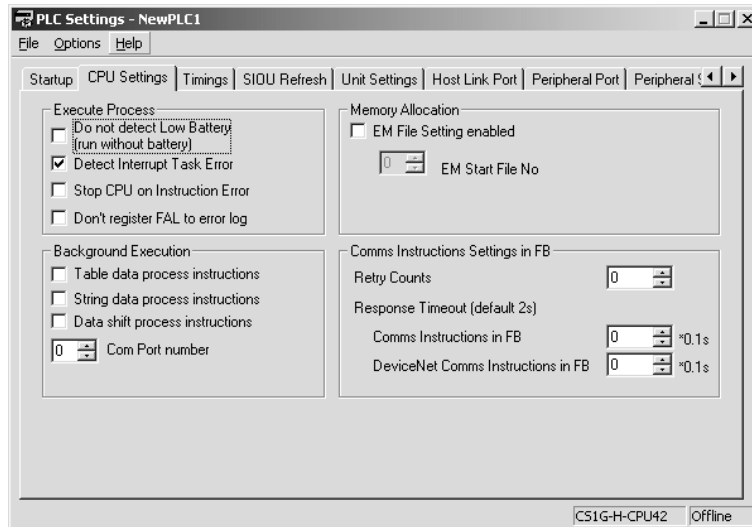 PLC Settings - NewPLC1
File Options Help
Startup CPU Settings Timings SIOU Refresh Unit Settings Host Link Port Peripheral Port Peripheral
Execute Process
Do not detect Low Battery
(run without battery)
Detect Interrupt Task Error
Stop CPU on Instruction Error
Don't register FAL to error log
Memory Allocation
EM File Setting enabled
0 EM Start File No
Background Execution
Table data process instructions
String data process instructions
Data shift process instructions
0 Com Port number
Comms Instructions Settings in FB
Retry Counts 0
Response Timeout (default 2s)
Comms Instructions in FB 0 *0.1s
DeviceNet Comms Instructions in FB 0 *0.1s
CS1G-H-CPU42 Offline